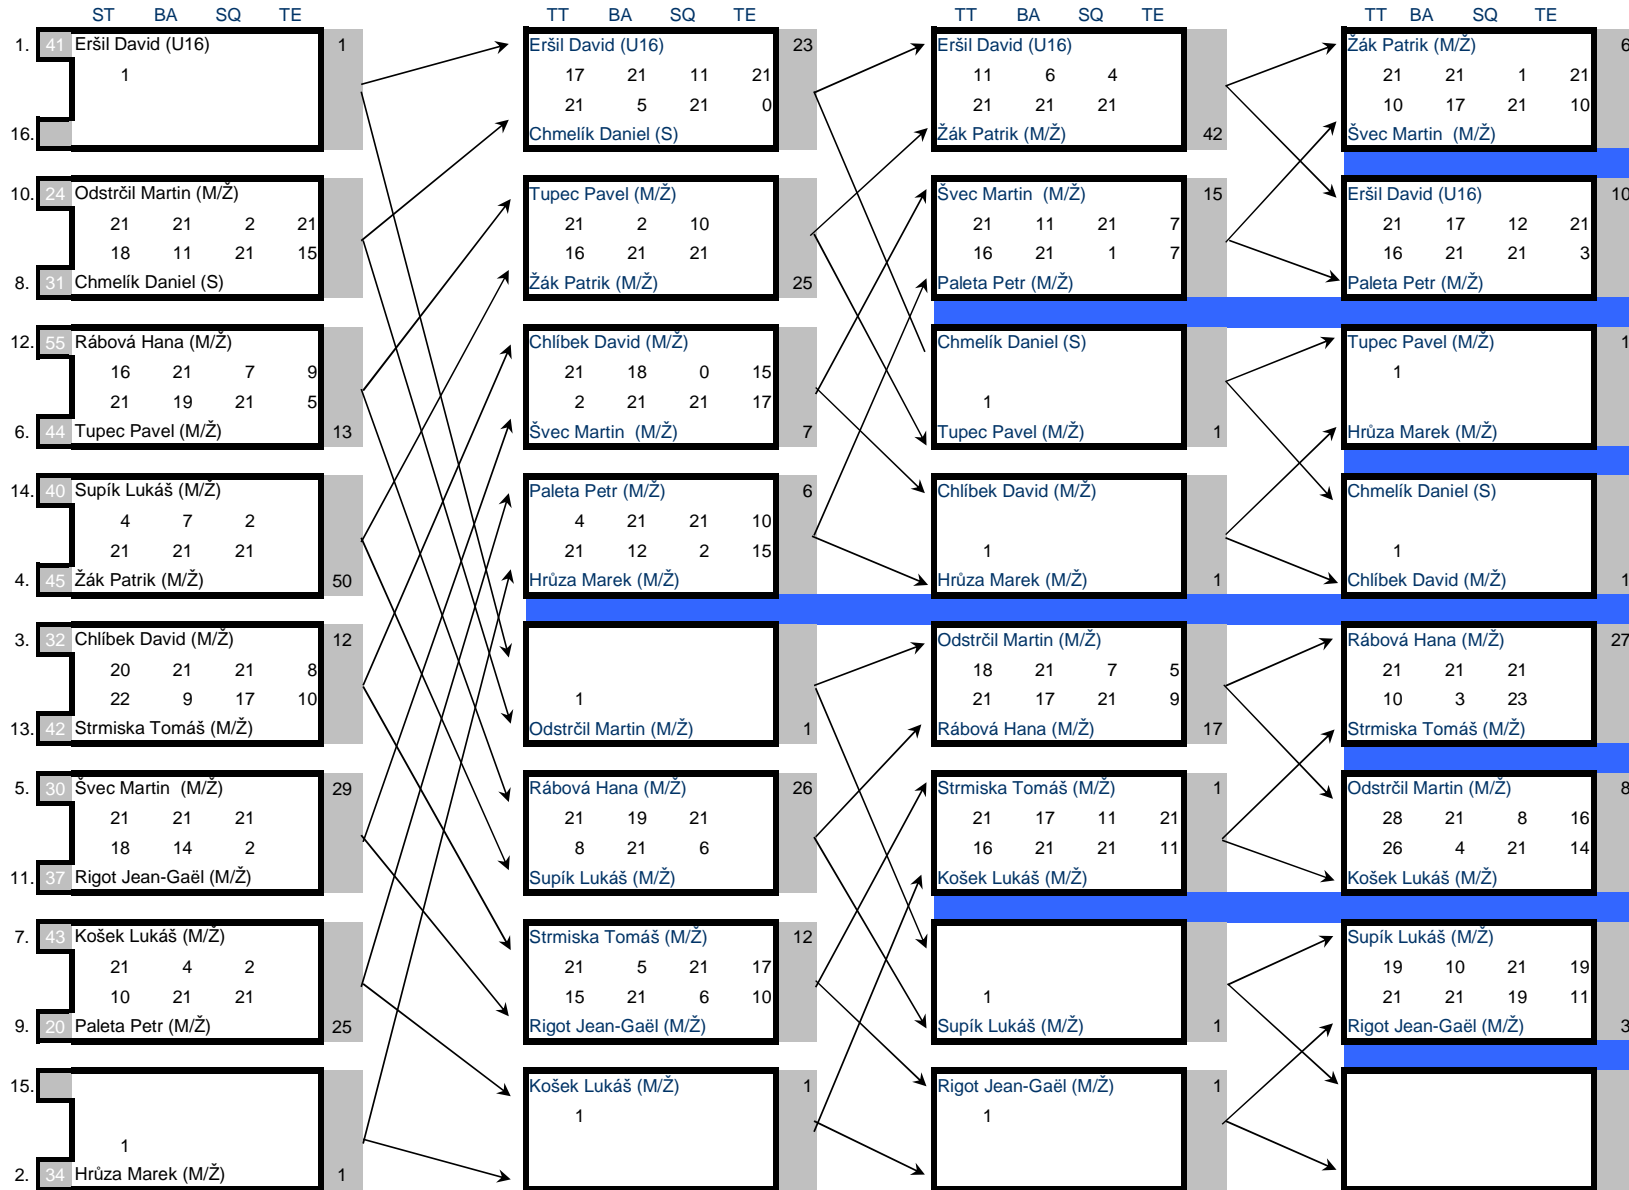 ST BA SQ TE
1. 41 Eršil David (U16) 1
1
16.
10. 24 Odstrčil Martin (M/Ž)
21 21 2 21
18 11 21 15
8. 31 Chmelík Daniel (S)
12. 55 Rábová Hana (M/Ž)
16 21 7 9
21 19 21 5
6. 44 Tupec Pavel (M/Ž) 13
14. 40 Supík Lukáš (M/Ž)
4 7 2
21 21 21
4. 45 Žák Patrik (M/Ž) 50
3. 32 Chlíbek David (M/Ž) 12
20 21 21 8
22 9 17 10
13. 42 Strmiska Tomáš (M/Ž)
5. 30 Švec Martin (M/Ž) 29
21 21 21
18 14 2
11. 37 Rigot Jean-Gaël (M/Ž)
7. 43 Košek Lukáš (M/Ž)
21 4 2
10 21 21
9. 20 Paleta Petr (M/Ž) 25
15.
1
2. 34 Hrůza Marek (M/Ž) 1
TT BA SQ TE
Eršil David (U16) 23
17 21 11 21
21 5 21 0
Chmelík Daniel (S)
Tupec Pavel (M/Ž)
21 2 10
16 21 21
Žák Patrik (M/Ž) 25
Chlíbek David (M/Ž)
21 18 0 15
2 21 21 17
Švec Martin (M/Ž) 7
Paleta Petr (M/Ž) 6
4 21 21 10
21 12 2 15
Hrůza Marek (M/Ž)
1
Odstrčil Martin (M/Ž) 1
Rábová Hana (M/Ž) 26
21 19 21
8 21 6
Supík Lukáš (M/Ž)
Strmiska Tomáš (M/Ž) 12
21 5 21 17
15 21 6 10
Rigot Jean-Gaël (M/Ž)
Košek Lukáš (M/Ž) 1
1
TT BA SQ TE
Eršil David (U16)
11 6 4
21 21 21
Žák Patrik (M/Ž) 42
Švec Martin (M/Ž) 15
21 11 21 7
16 21 1 7
Paleta Petr (M/Ž)
Chmelík Daniel (S)
1
Tupec Pavel (M/Ž) 1
Chlíbek David (M/Ž)
1
Hrůza Marek (M/Ž) 1
Odstrčil Martin (M/Ž)
18 21 7 5
21 17 21 9
Rábová Hana (M/Ž) 17
Strmiska Tomáš (M/Ž) 1
21 17 11 21
16 21 21 11
Košek Lukáš (M/Ž)
1
Supík Lukáš (M/Ž) 1
Rigot Jean-Gaël (M/Ž) 1
1
TT BA SQ TE
Žák Patrik (M/Ž) 6
21 21 1 21
10 17 21 10
Švec Martin (M/Ž)
Eršil David (U16) 10
21 17 12 21
16 21 21 3
Paleta Petr (M/Ž)
Tupec Pavel (M/Ž) 1
1
Hrůza Marek (M/Ž)
Chmelík Daniel (S)
1
Chlíbek David (M/Ž) 1
Rábová Hana (M/Ž) 27
21 21 21
10 3 23
Strmiska Tomáš (M/Ž)
Odstrčil Martin (M/Ž) 8
28 21 8 16
26 4 21 14
Košek Lukáš (M/Ž)
Supík Lukáš (M/Ž)
19 10 21 19
21 21 19 11
Rigot Jean-Gaël (M/Ž) 3